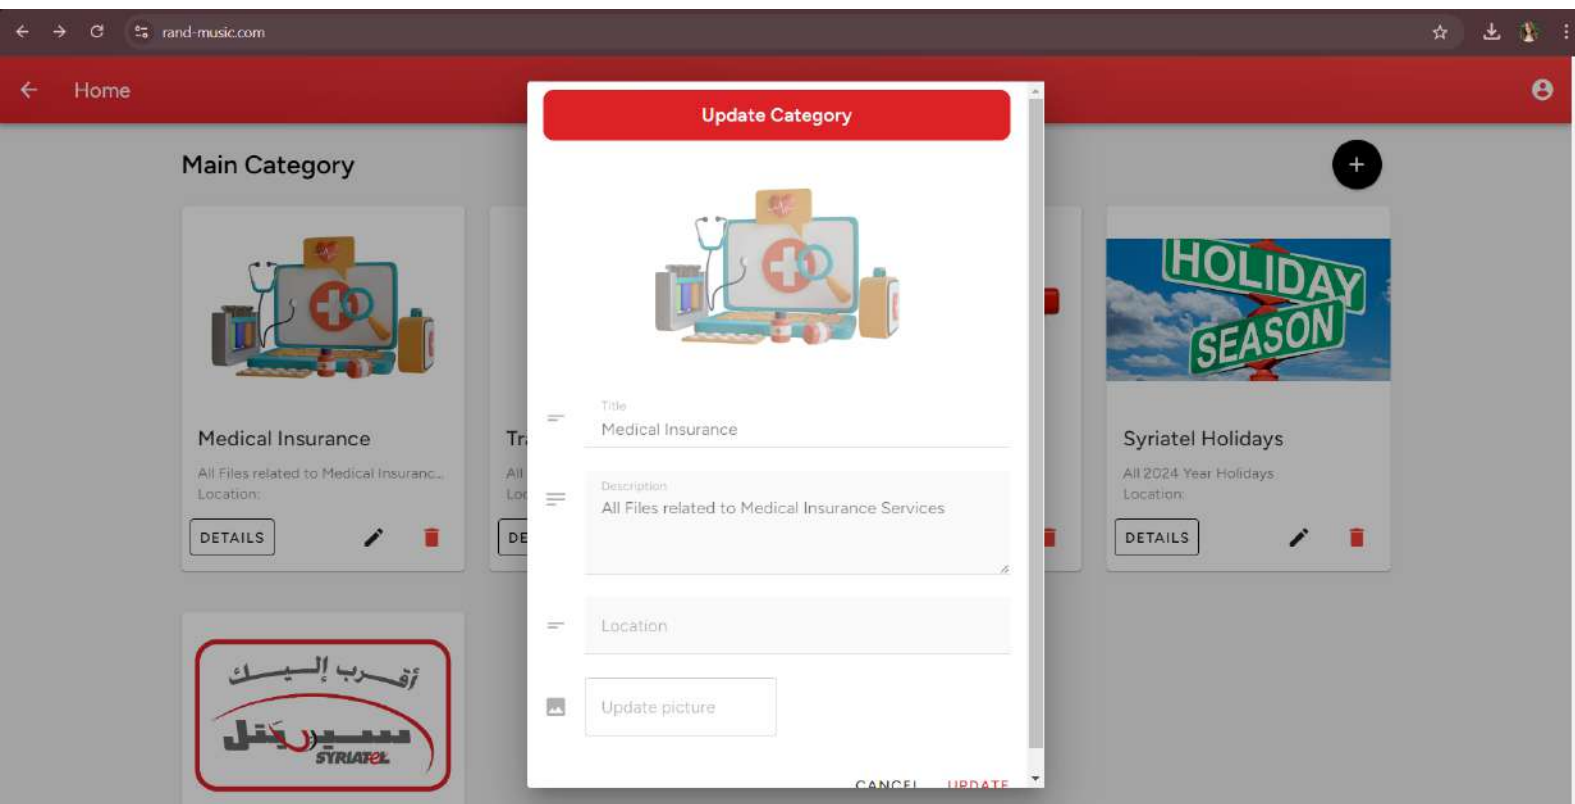 rand-music.com
Home
Update Category
Main Category
HOLIDAY
SEASON
Title
Medical Insurance
Medical Insurance
Syriatel Holidays
All Files related to Medical Insuranc...
All
All 2024 Year Holidays
Location:
Location:
Description
All Files related to Medical Insurance Services
DETAILS
DETAILS
Location
أقرب إليك
سيريتل
SYRIATEL
Update picture
CANCEL
UPDATE